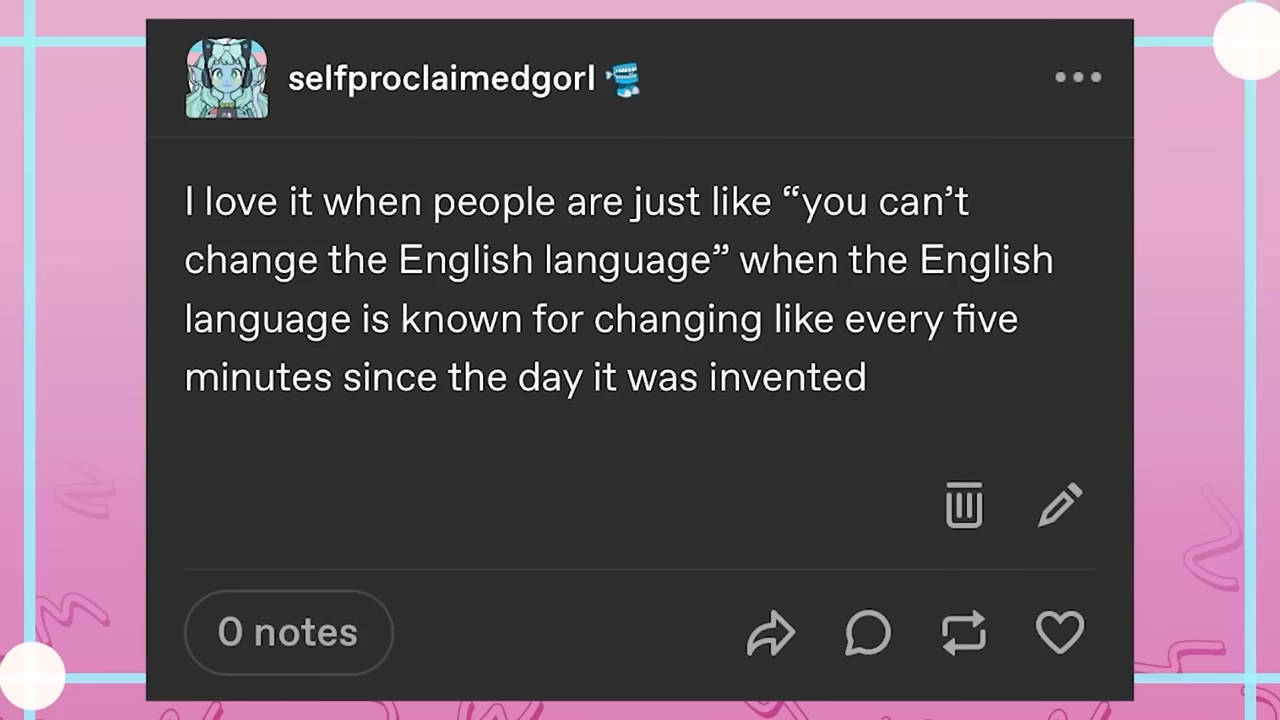 selfproclaimedgorl
I love it when people are just like “you can’t
change the English language” when the English
language is known for changing like every five
minutes since the day it was invented
0 notes